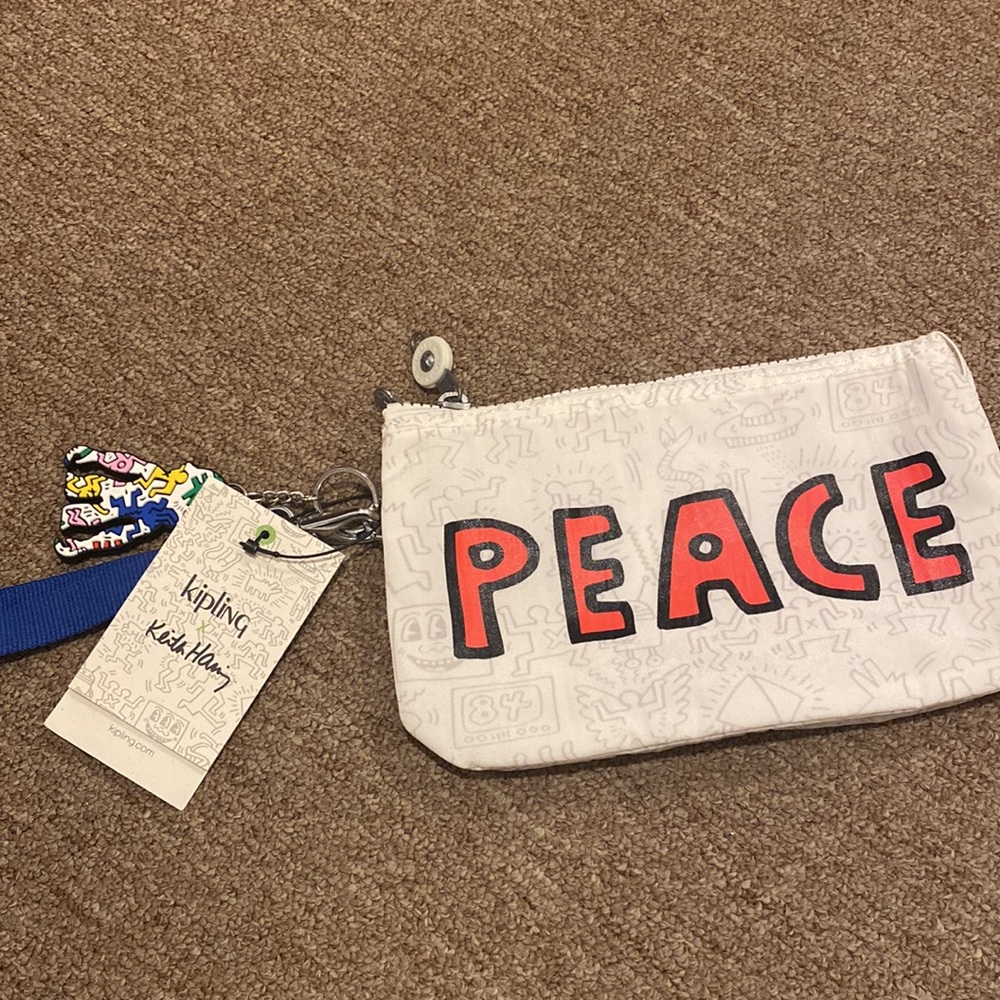 PEACE
84
84
kipling
x
Keith Haring
kipling.com